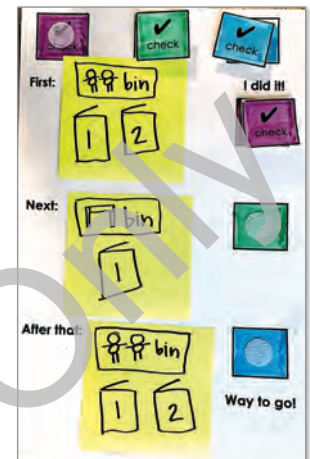 check check check
First: bin I did it!
1 2 check
Next: bin
1
After that: bin
1 2 Way to go!
only